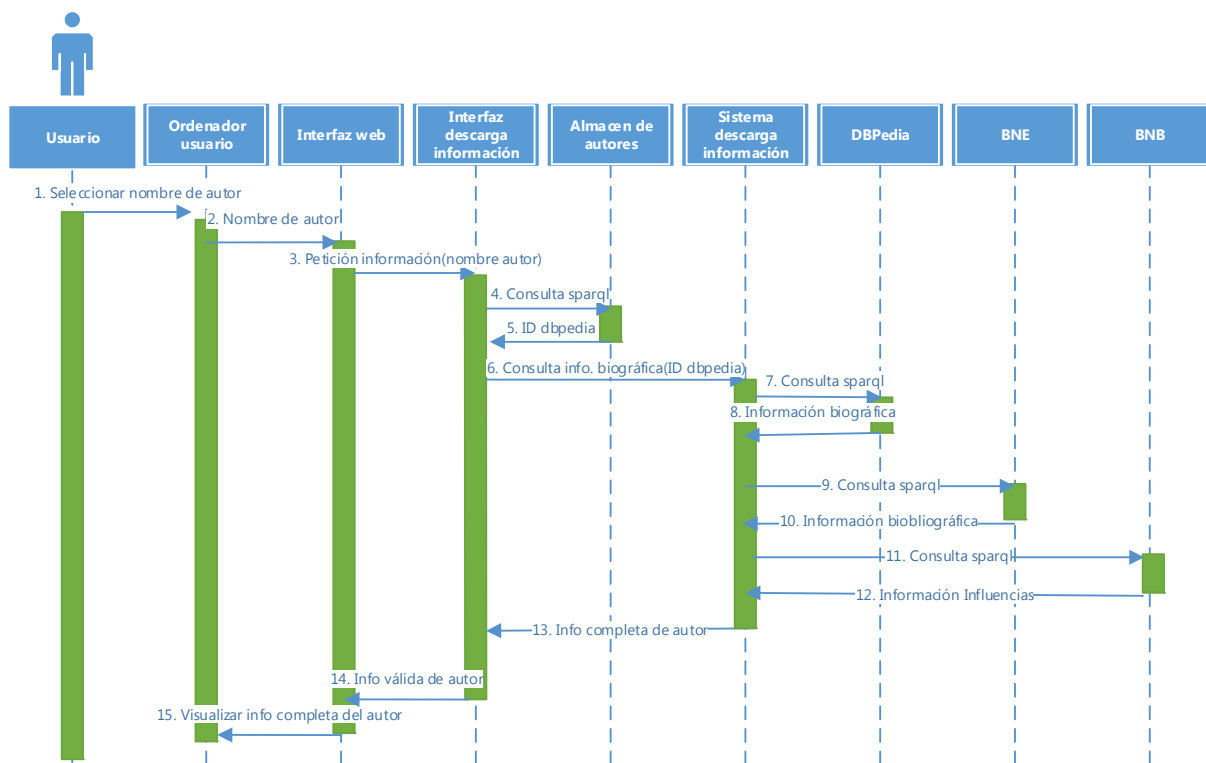 Usuario
Ordenador
usuario
Interfaz web
Interfaz
descarga
información
Almacen de
autores
Sistema
descarga
información
DBPedia
BNE
BNB
1. Seleccionar nombre de autor
2. Nombre de autor
3. Petición información(nombre autor)
4. Consulta sparql
5. ID dbpedia
6. Consulta info. biográfica(ID dbpedia)
7. Consulta sparql
8. Información biográfica
9. Consulta sparql
10. Información biobliográfica
11. Consulta sparql
12. Información Influencias
13. Info completa de autor
14. Info válida de autor
15. Visualizar info completa del autor